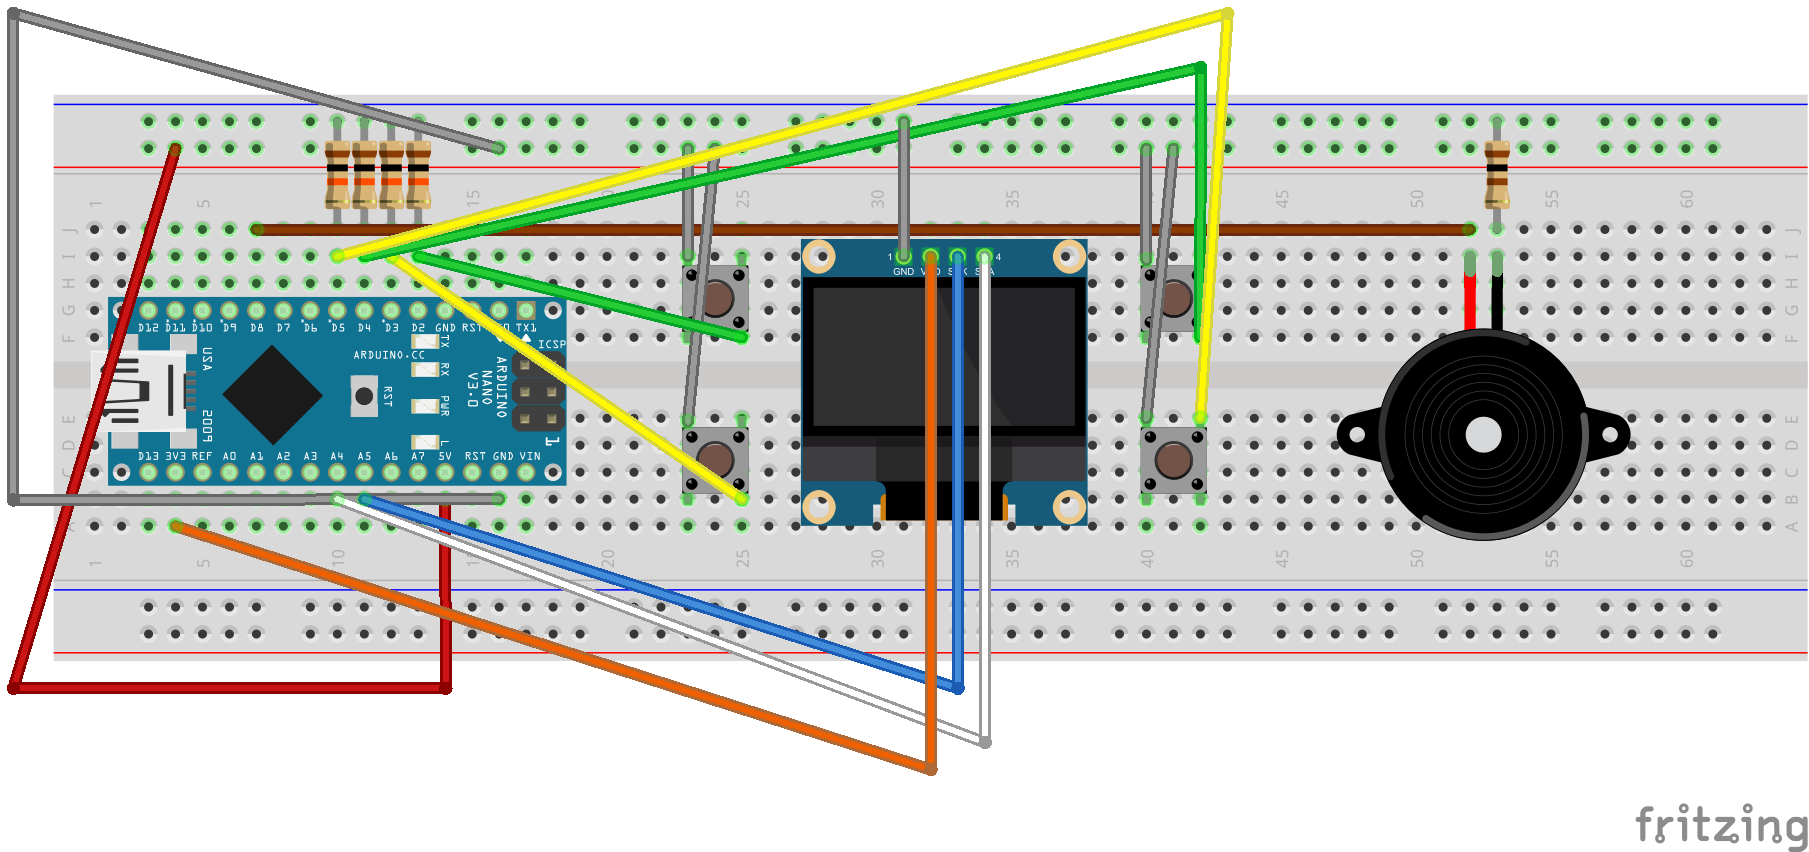 1 5 15 20 25 30 35 40 45 50 55 60
J J
I I
H H
G G
F F
1 GND SCK 4
D12 D11 D10 D9 D8 D7 D6 D5 D4 D3 D2 GND RST TX1
ARDUINO.CC
TX
RX
PWR
L
RST
ICSP
1
ARDUINO
NANO
V3.0
USA
2009
E E
D D
C C
B B
A A
D13 3V3 REF A0 A1 A2 A3 A4 A5 A6 A7 5V RST GND VIN
1 5 10 15 20 25 30 35 40 45 50 55 60
fritzing